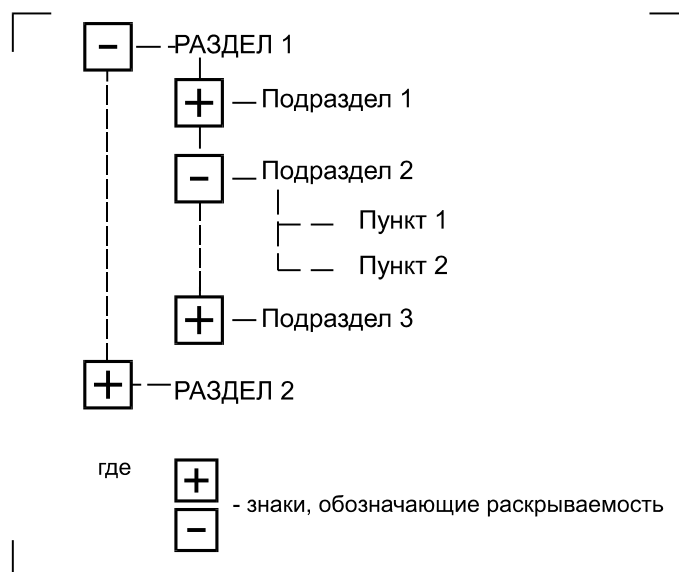 РАЗДЕЛ 1
Подраздел 1
Подраздел 2
Пункт 1
Пункт 2
Подраздел 3
РАЗДЕЛ 2
где
- знаки, обозначающие раскрываемость